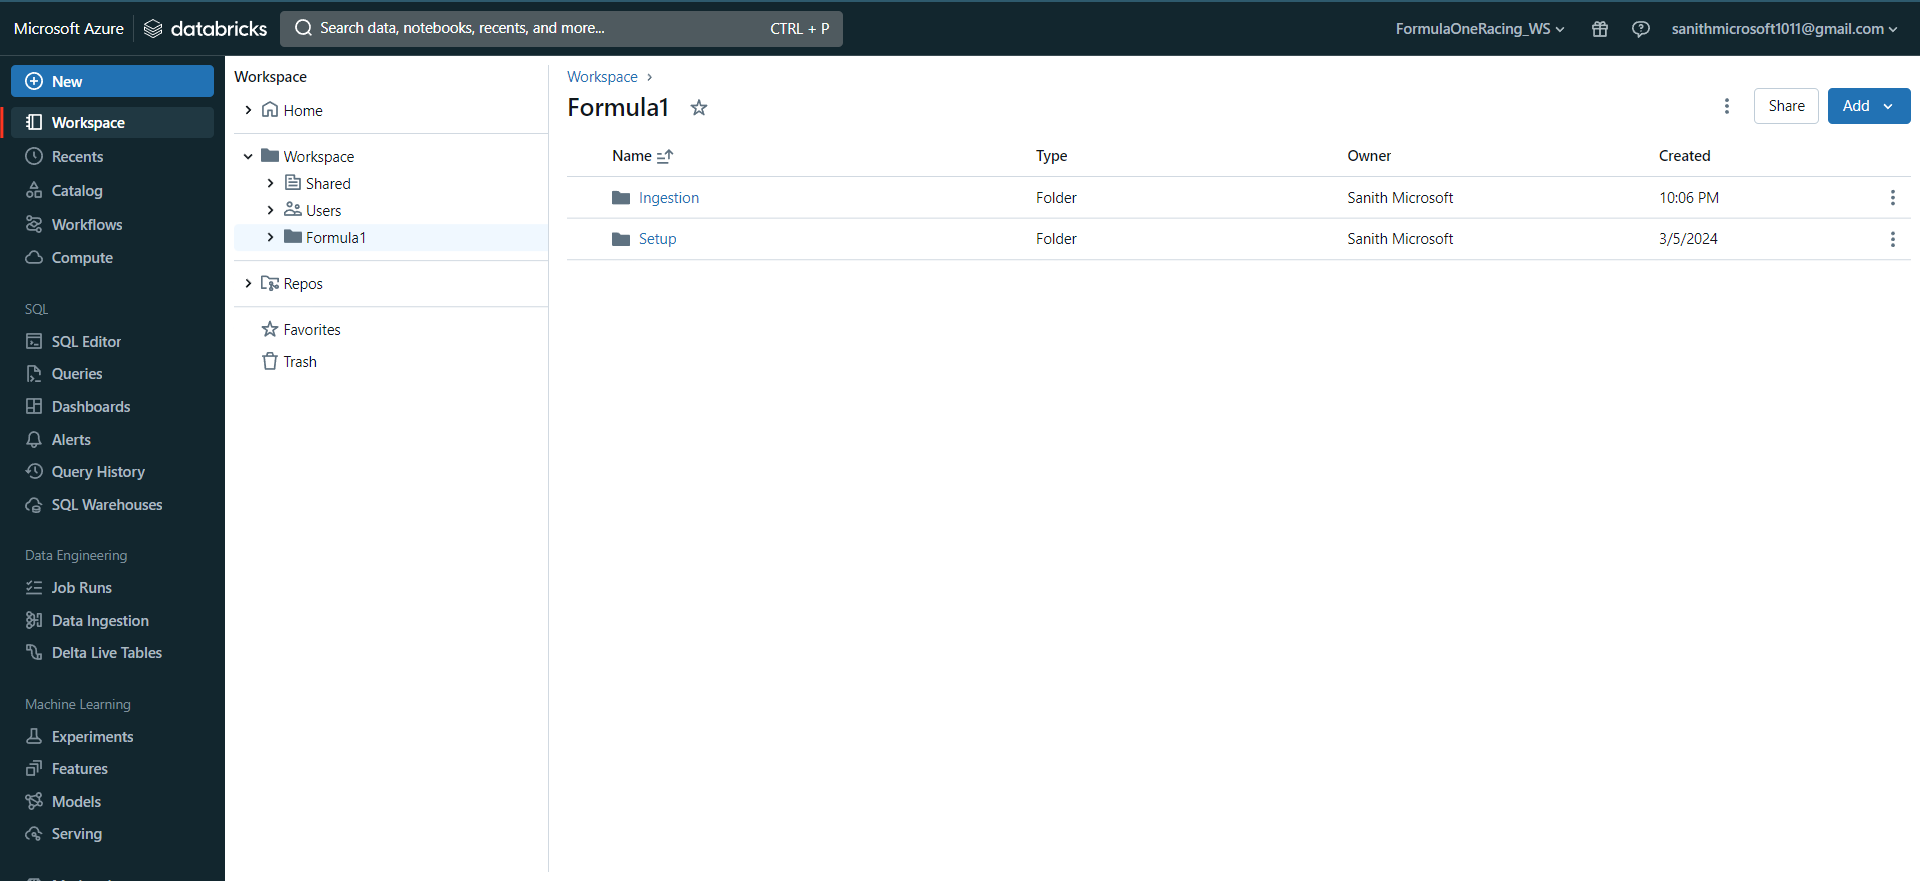 Microsoft Azure databricks Search data, notebooks, recents, and more... CTRL + P FormulaOneRacing_WS sanithmicrosoft1011@gmail.com
New
Workspace
Recents
Catalog
Workflows
Compute
SQL
SQL Editor
Queries
Dashboards
Alerts
Query History
SQL Warehouses
Data Engineering
Job Runs
Data Ingestion
Delta Live Tables
Machine Learning
Experiments
Features
Models
Serving
Workspace
Home
Workspace
Shared
Users
Formula1
Repos
Favorites
Trash
Workspace ›
Formula1
Share Add
Name Type Owner Created
Ingestion Folder Sanith Microsoft 10:06 PM
Setup Folder Sanith Microsoft 3/5/2024